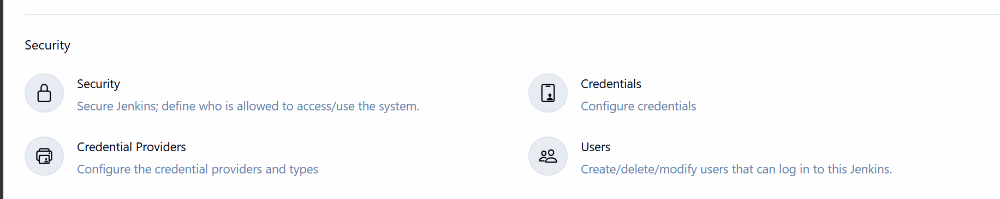 Security
Security
Secure Jenkins; define who is allowed to access/use the system.
Credentials
Configure credentials
Credential Providers
Configure the credential providers and types
Users
Create/delete/modify users that can log in to this Jenkins.